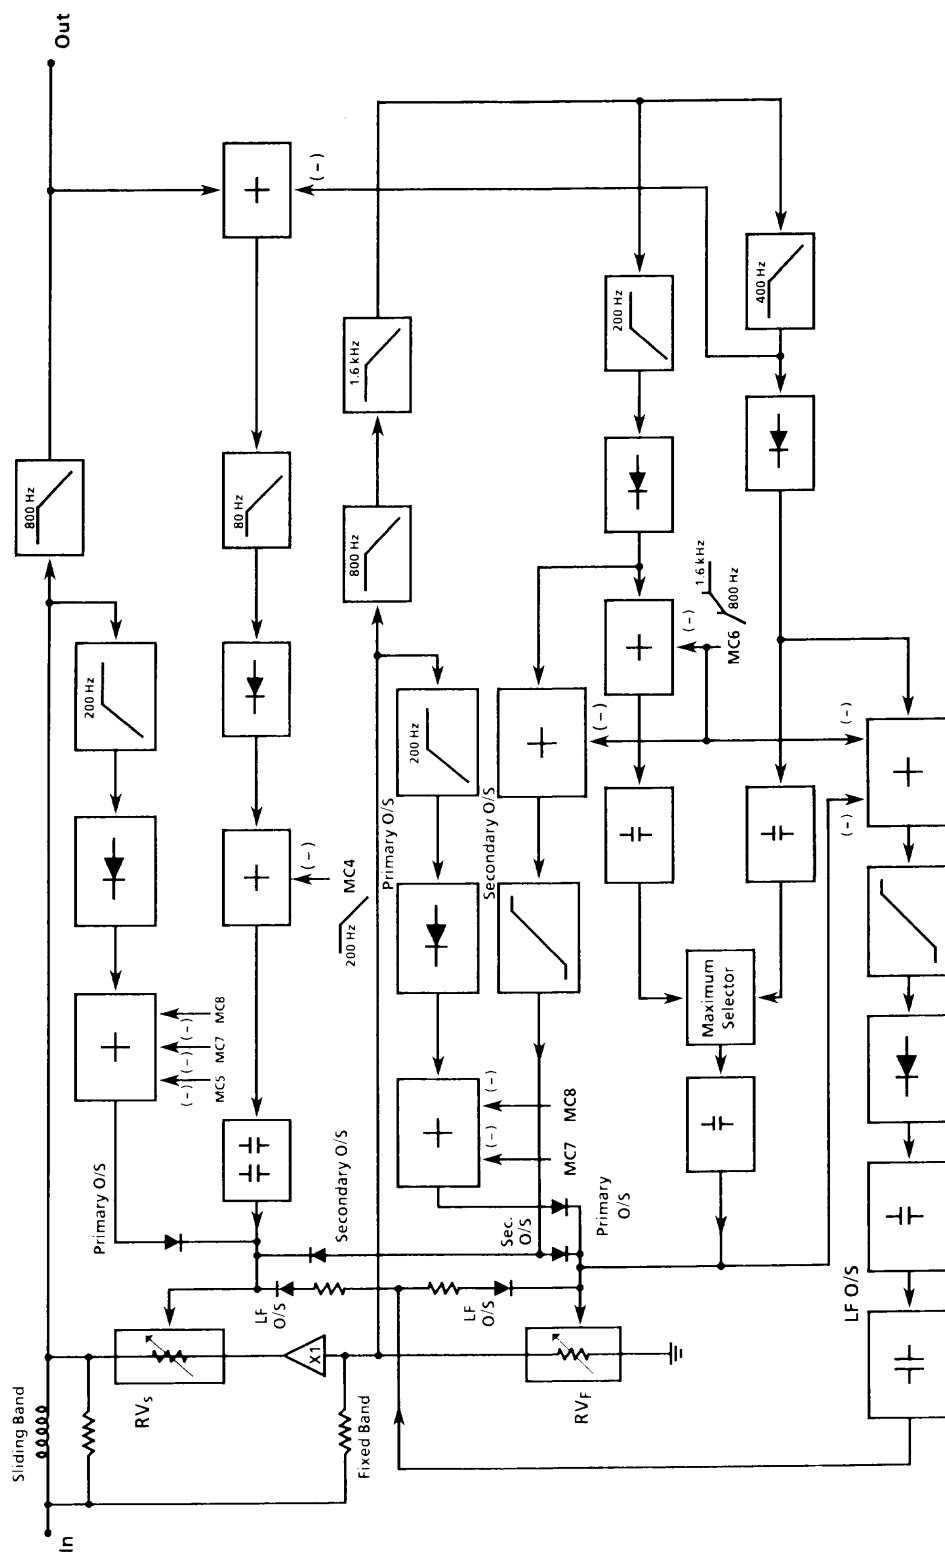 In
Out
Sliding Band
800 Hz
200 Hz
(-)
(-)
(-)
MC5
MC7
MC8
Primary O/S
RVS
80 Hz
(-)
(-)
MC4
200 Hz
Secondary O/S
LF
O/S
X1
Fixed Band
800 Hz
1.6 kHz
200 Hz
Primary O/S
(-)
(-)
MC7
MC8
Secondary O/S
(-)
Sec.
O/S
LF
O/S
Primary
O/S
RVF
200 Hz
(-)
MC6
1.6 kHz
800 Hz
Maximum
Selector
400 Hz
(-)
(-)
LF O/S